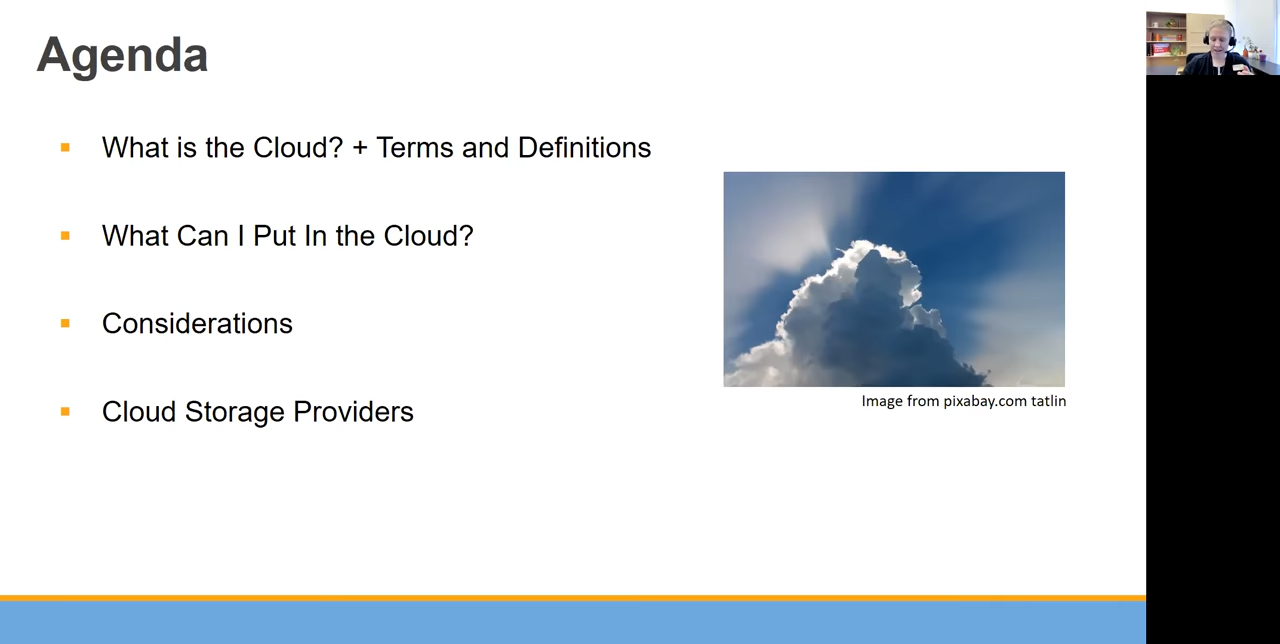 Agenda
What is the Cloud? + Terms and Definitions
What Can I Put In the Cloud?
Considerations
Cloud Storage Providers
Image from pixabay.com tatlin